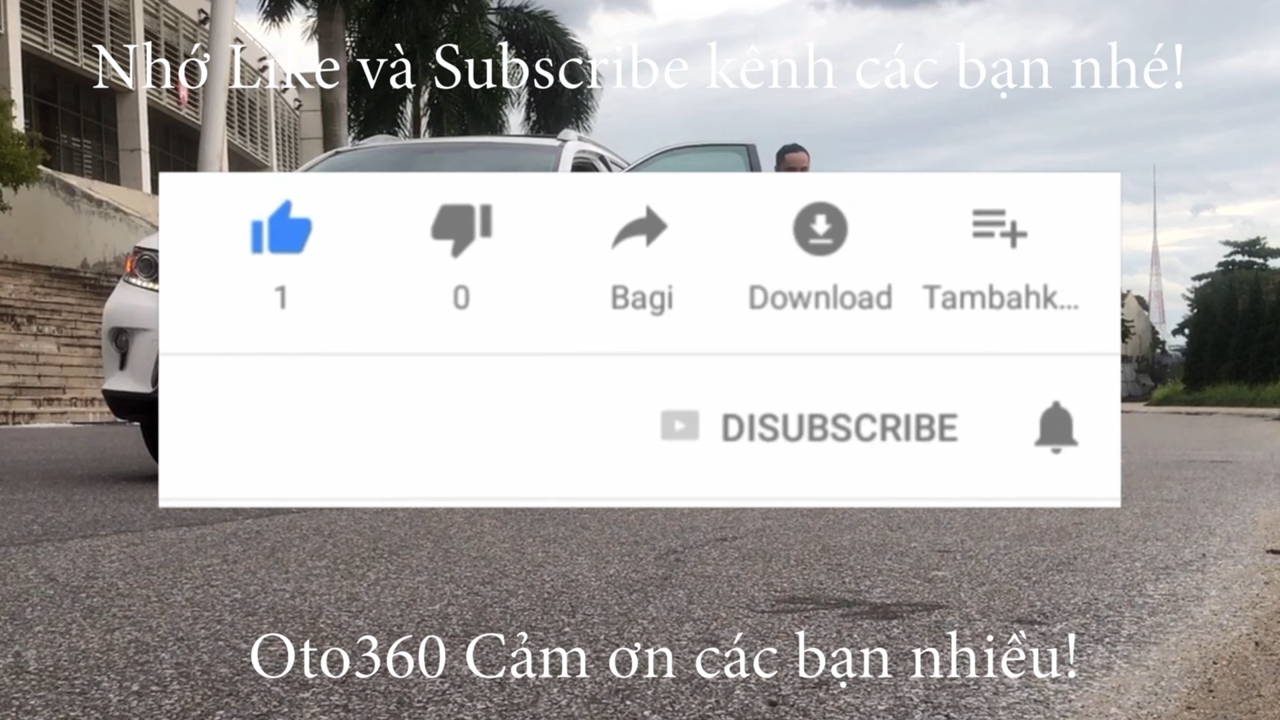 Nhớ Like và Subscribe kênh các bạn nhé!
1 0 Bagi Download Tambahk...
DISUBSCRIBE
Oto360 Cảm ơn các bạn nhiều!